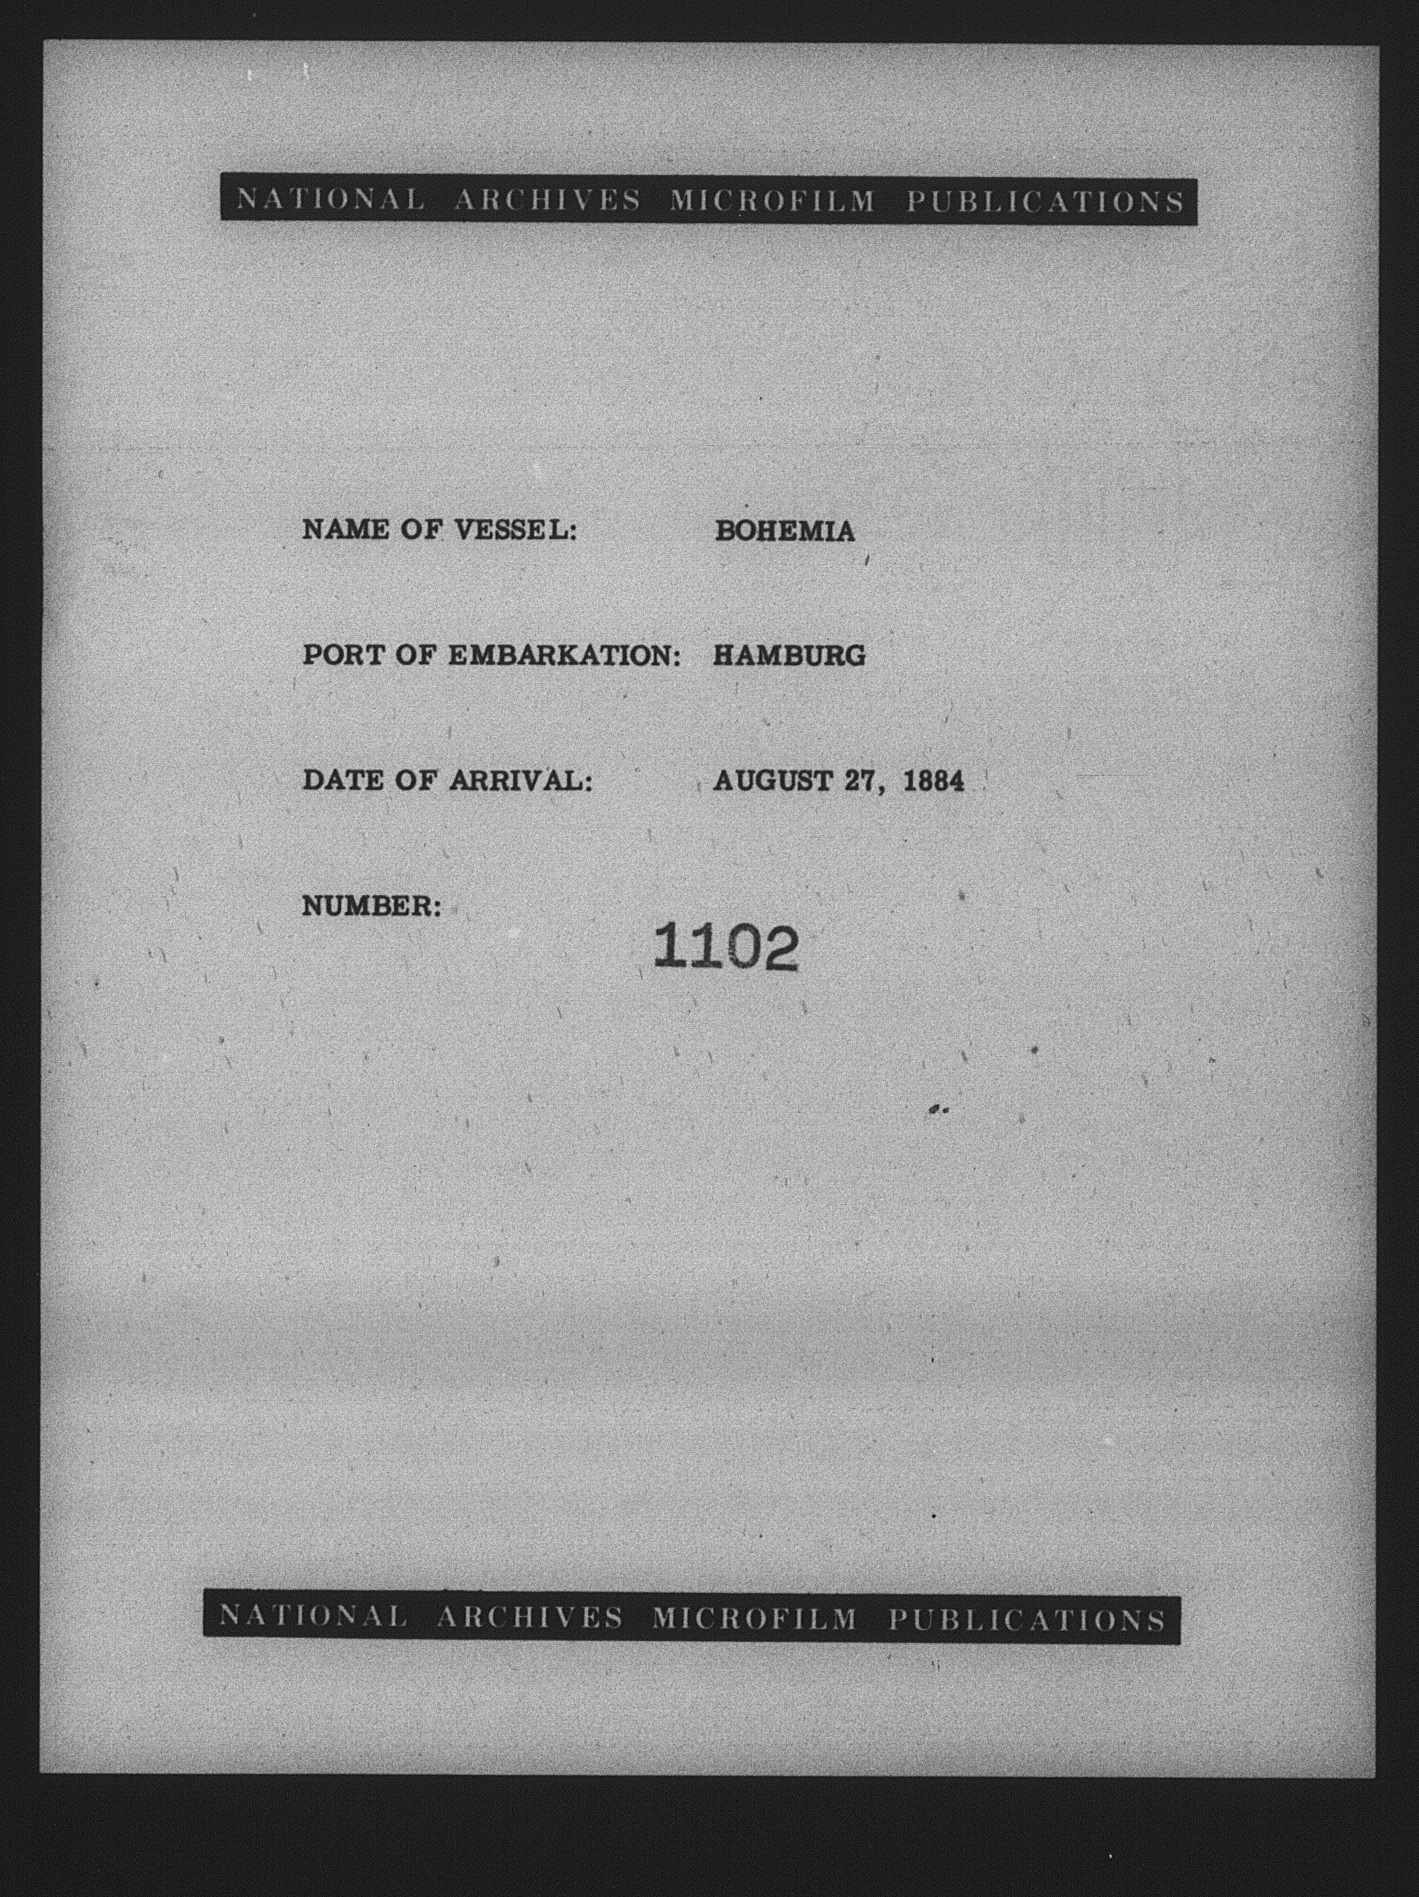 NATIONAL ARCHIVES MICROFILM PUBLICATIONS
NAME OF VESSEL: BOHEMIA
PORT OF EMBARKATION: HAMBURG
DATE OF ARRIVAL: AUGUST 27, 1884
NUMBER:
1102
NATIONAL ARCHIVES MICROFILM PUBLICATIONS